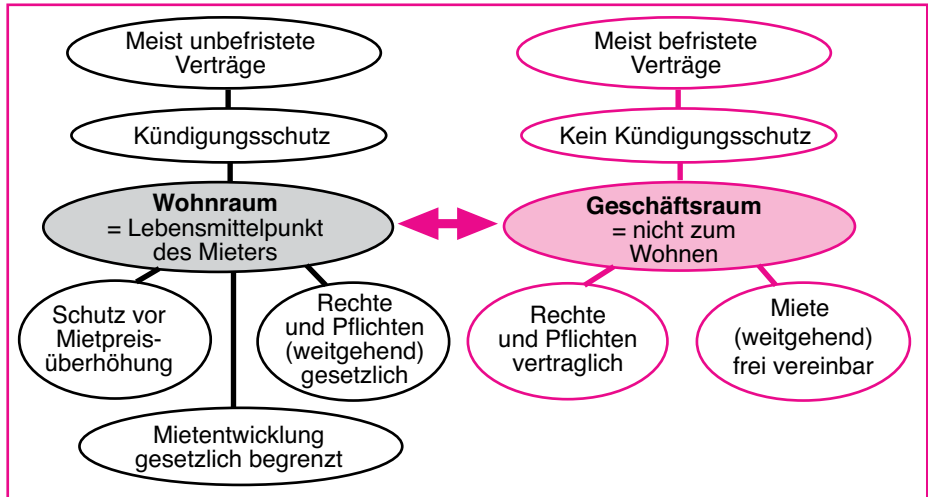 Meist unbefristete
Verträge
Kündigungsschutz
Wohnraum
= Lebensmittelpunkt
des Mieters
Schutz vor
Mietpreis-
überhöhung
Rechte
und Pflichten
(weitgehend)
gesetzlich
Mietentwicklung
gesetzlich begrenzt
Meist befristete
Verträge
Kein Kündigungsschutz
Geschäftsraum
= nicht zum
Wohnen
Rechte
und Pflichten
vertraglich
Miete
(weitgehend)
frei vereinbar